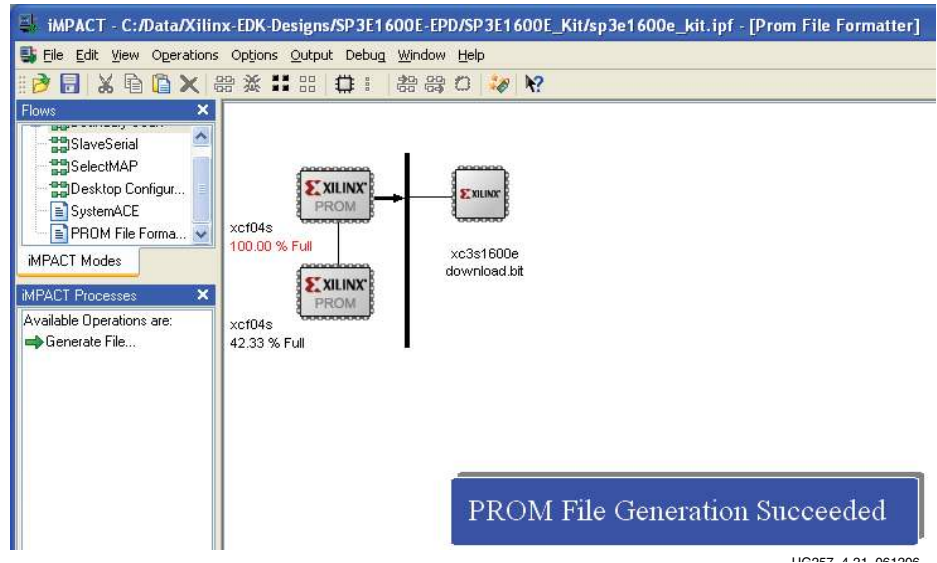 iMPACT - C:/Data/Xilinx-EDK-Designs/SP3E1600E-EPD/SP3E1600E_Kit/sp3e1600e_kit.ipf - [Prom File Formatter]
File Edit View Operations Options Output Debug Window Help
Flows
SlaveSerial
SelectMAP
Desktop Configur...
SystemACE
PROM File Forma...
iMPACT Modes
iMPACT Processes
Available Operations are:
Generate File...
XILINX
PROM
xcf04s
100.00 % Full
XILINX
PROM
xcf04s
42.33 % Full
XILINX
xc3s1600e
download.bit
PROM File Generation Succeeded